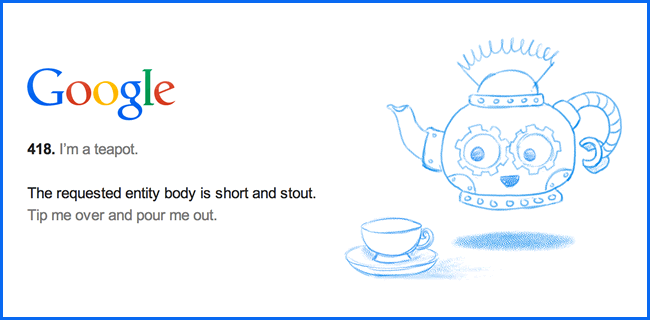 Google
418. I'm a teapot.
The requested entity body is short and stout.
Tip me over and pour me out.